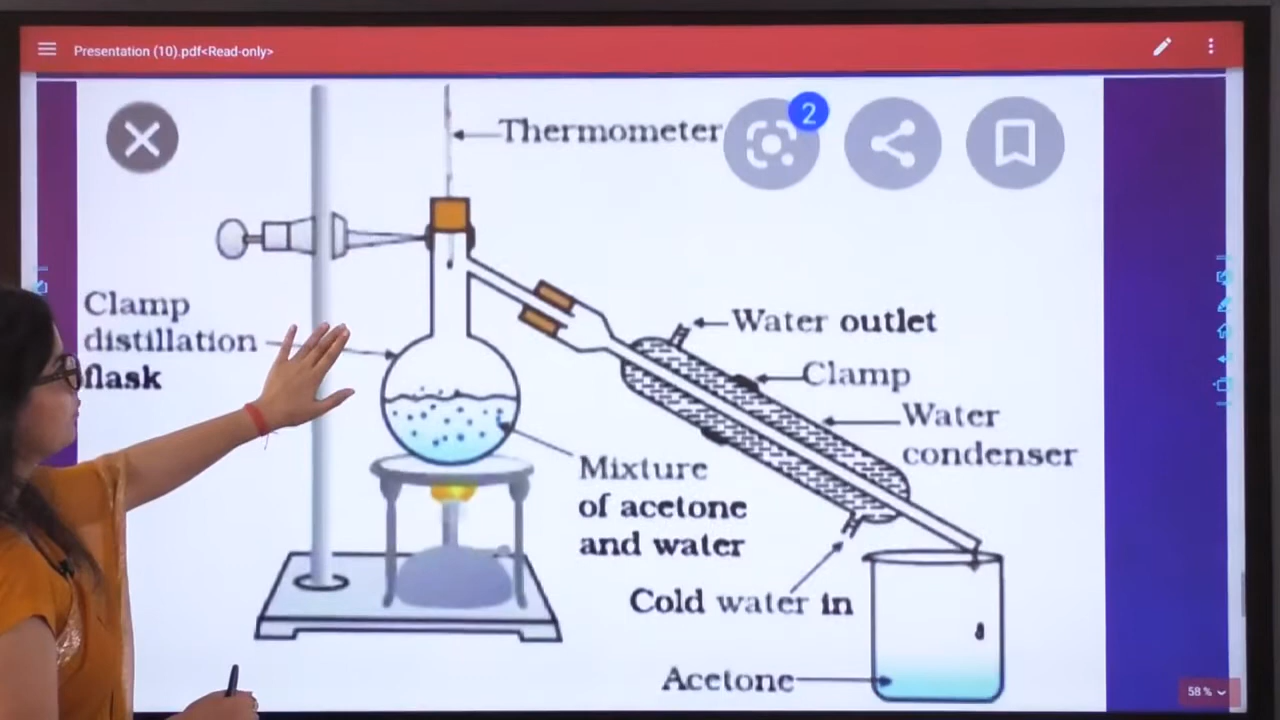 Presentation (10).pdf<Read-only>
2
Thermometer
Clamp
distillation
flask
Water outlet
Clamp
Water
condenser
Mixture
of acetone
and water
Cold water in
Acetone
58 %